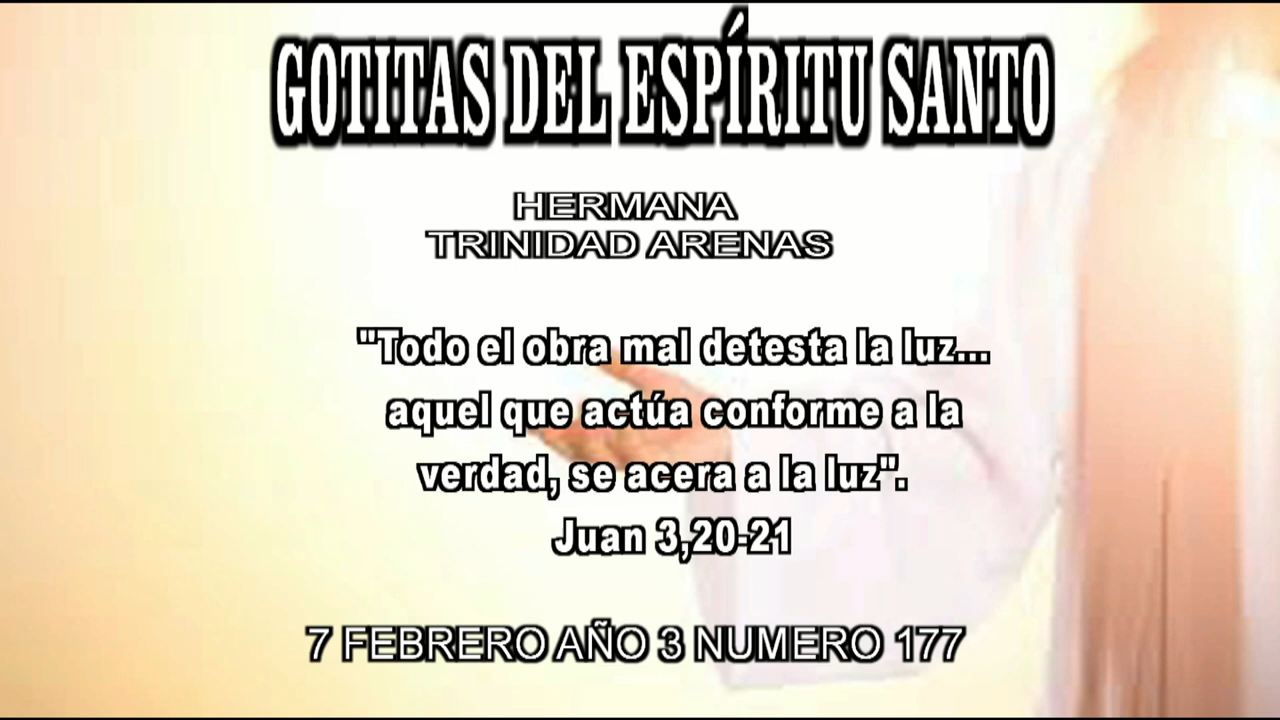 GOTITAS DEL ESPÍRITU SANTO
HERMANA
TRINIDAD ARENAS
"Todo el obra mal detesta la luz...
aquel que actúa conforme a la
verdad, se acera a la luz".
Juan 3,20-21
7 FEBRERO AÑO 3 NUMERO 177